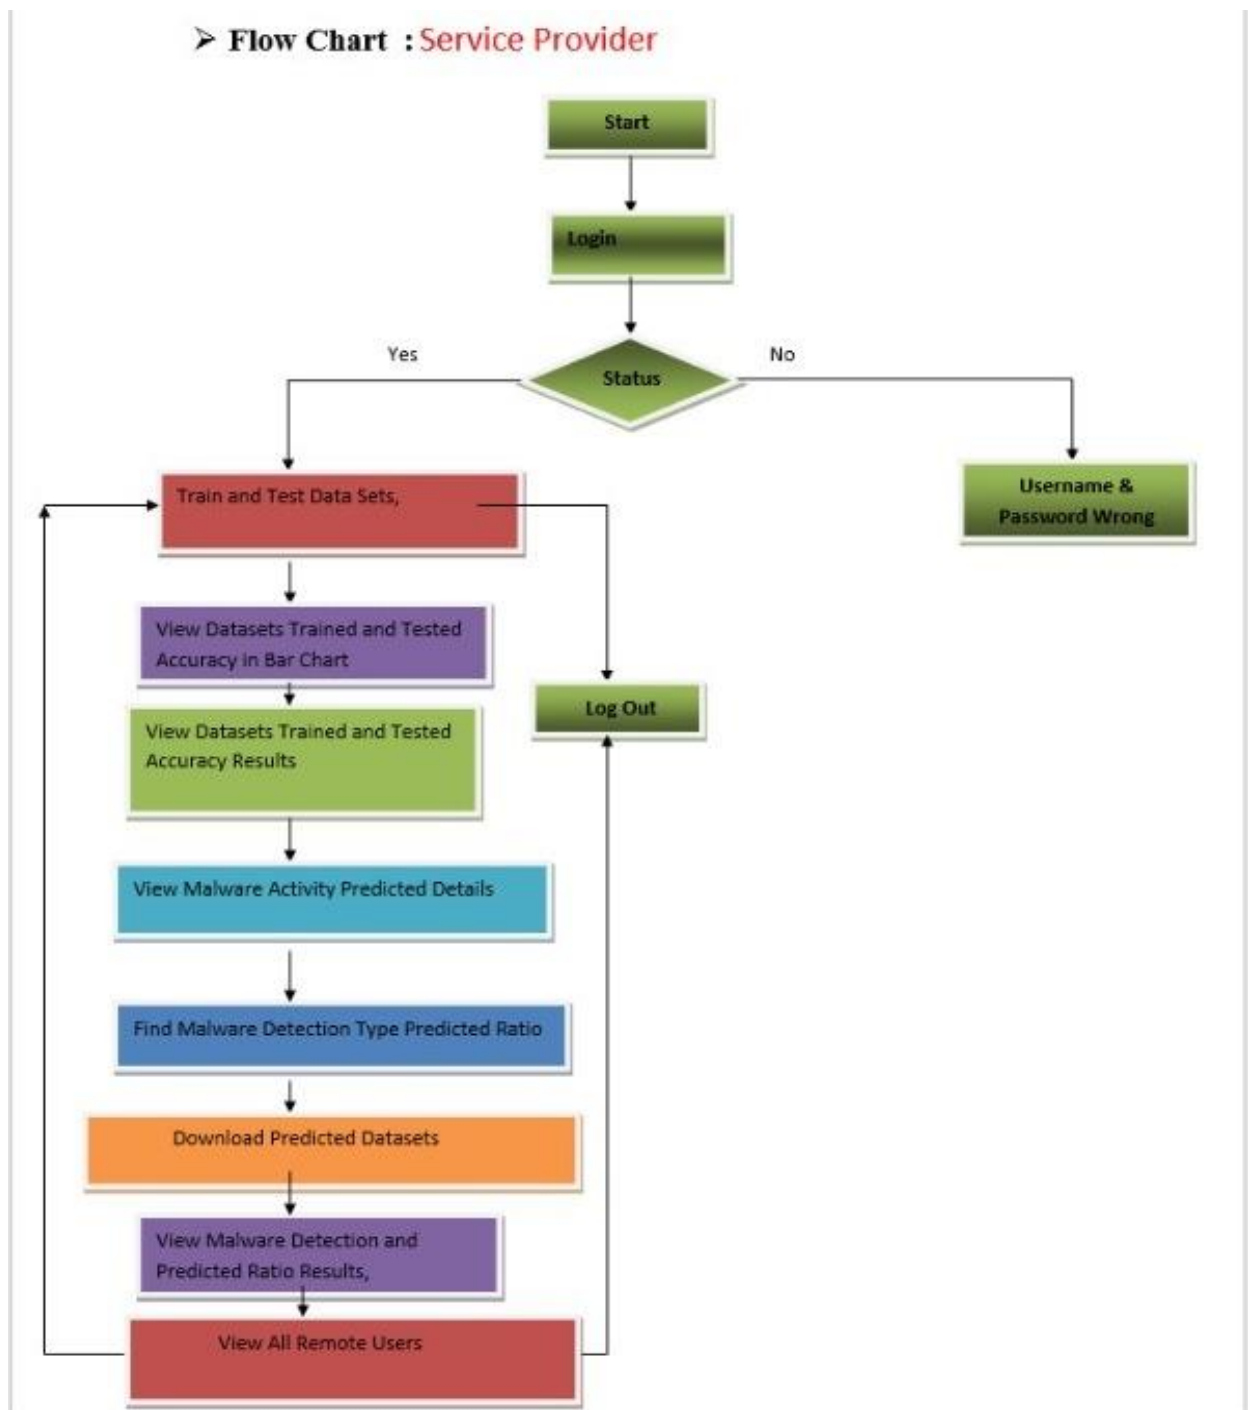 ➢ Flow Chart : Service Provider
Start
Login
Yes
No
Status
Train and Test Data Sets,
Username &
Password Wrong
View Datasets Trained and Tested
Accuracy in Bar Chart
Log Out
View Datasets Trained and Tested
Accuracy Results
View Malware Activity Predicted Details
Find Malware Detection Type Predicted Ratio
Download Predicted Datasets
View Malware Detection and
Predicted Ratio Results,
View All Remote Users